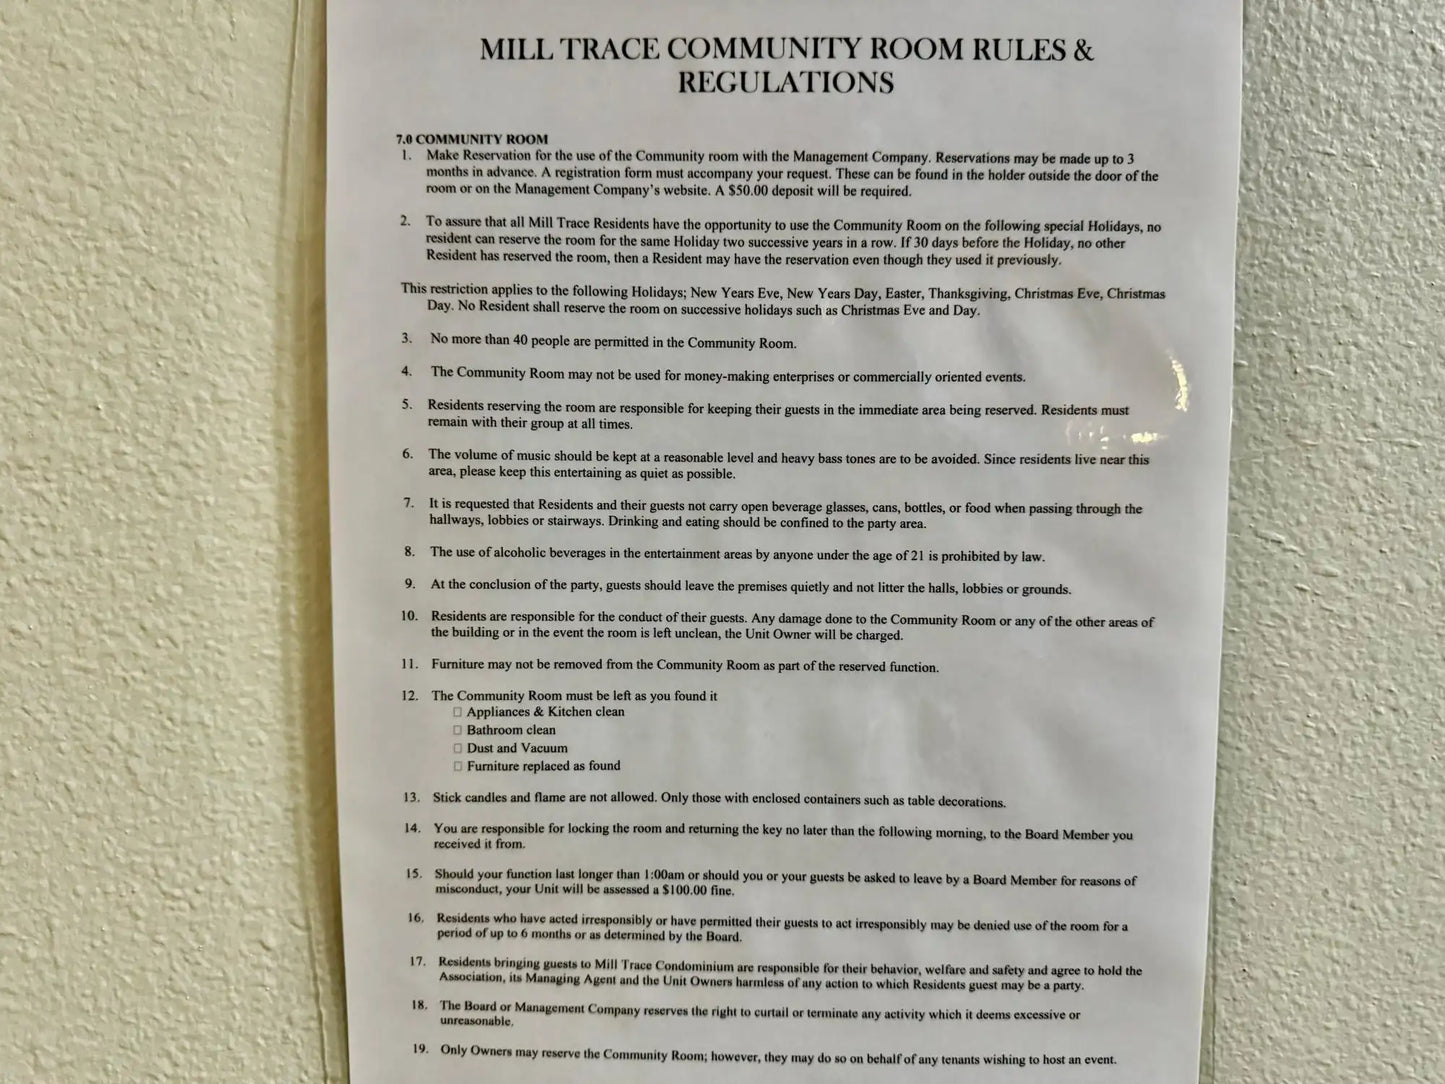 MILL TRACE COMMUNITY ROOM RULES &
REGULATIONS
7.0 COMMUNITY ROOM
1. Make Reservation for the use of the Community room with the Management Company. Reservations may be made up to 3
months in advance. A registration form must accompany your request. These can be found in the holder outside the door of the
room or on the Management Company's website. A $50.00 deposit will be required.
2. To assure that all Mill Trace Residents have the opportunity to use the Community Room on the following special Holidays, no
resident can reserve the room for the same Holiday two successive years in a row. If 30 days before the Holiday, no other
Resident has reserved the room, then a Resident may have the reservation even though they used it previously.
This restriction applies to the following Holidays; New Years Eve, New Years Day, Easter, Thanksgiving, Christmas Eve, Christmas
Day. No Resident shall reserve the room on successive holidays such as Christmas Eve and Day.
3. No more than 40 people are permitted in the Community Room.
4. The Community Room may not be used for money-making enterprises or commercially oriented events.
5. Residents reserving the room are responsible for keeping their guests in the immediate area being reserved. Residents must
remain with their group at all times.
6. The volume of music should be kept at a reasonable level and heavy bass tones are to be avoided. Since residents live near this
area, please keep this entertaining as quiet as possible.
7. It is requested that Residents and their guests not carry open beverage glasses, cans, bottles, or food when passing through the
hallways, lobbies or stairways. Drinking and eating should be confined to the party area.
8. The use of alcoholic beverages in the entertainment areas by anyone under the age of 21 is prohibited by law.
9. At the conclusion of the party, guests should leave the premises quietly and not litter the halls, lobbies or grounds.
10. Residents are responsible for the conduct of their guests. Any damage done to the Community Room or any of the other areas of
the building or in the event the room is left unclean, the Unit Owner will be charged.
11. Furniture may not be removed from the Community Room as part of the reserved function.
12. The Community Room must be left as you found it
☐ Appliances & Kitchen clean
☐ Bathroom clean
☐ Dust and Vacuum
☐ Furniture replaced as found
13. Stick candles and flame are not allowed. Only those with enclosed containers such as table decorations.
14. You are responsible for locking the room and returning the key no later than the following morning, to the Board Member you
received it from.
15. Should your function last longer than 1:00am or should you or your guests be asked to leave by a Board Member for reasons of
misconduct, your Unit will be assessed a $100.00 fine.
16. Residents who have acted irresponsibly or have permitted their guests to act irresponsibly may be denied use of the room for a
period of up to 6 months or as determined by the Board.
17. Residents bringing guests to Mill Trace Condominium are responsible for their behavior, welfare and safety and agree to hold the
Association, its Managing Agent and the Unit Owners harmless of any action to which Residents guest may be a party.
18. The Board or Management Company reserves the right to curtail or terminate any activity which it deems excessive or
unreasonable.
19. Only Owners may reserve the Community Room; however, they may do so on behalf of any tenants wishing to host an event.